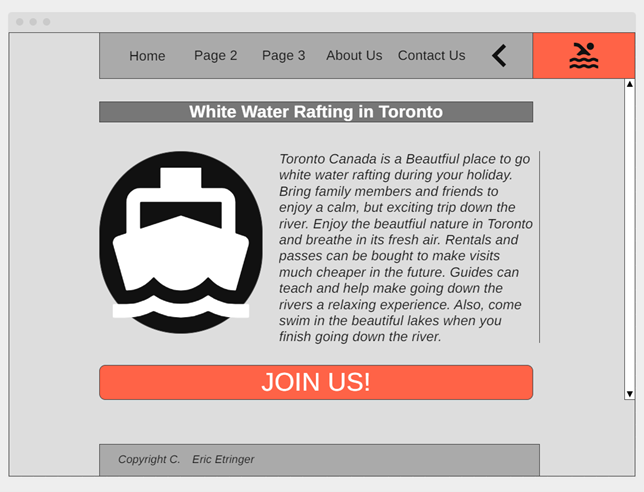 Home Page 2 Page 3 About Us Contact Us
White Water Rafting in Toronto
Toronto Canada is a Beautfiul place to go
white water rafting during your holiday.
Bring family members and friends to
enjoy a calm, but exciting trip down the
river. Enjoy the beautfiul nature in Toronto
and breathe in its fresh air. Rentals and
passes can be bought to make visits
much cheaper in the future. Guides can
teach and help make going down the
rivers a relaxing experience. Also, come
swim in the beautiful lakes when you
finish going down the river.
JOIN US!
Copyright C. Eric Etringer